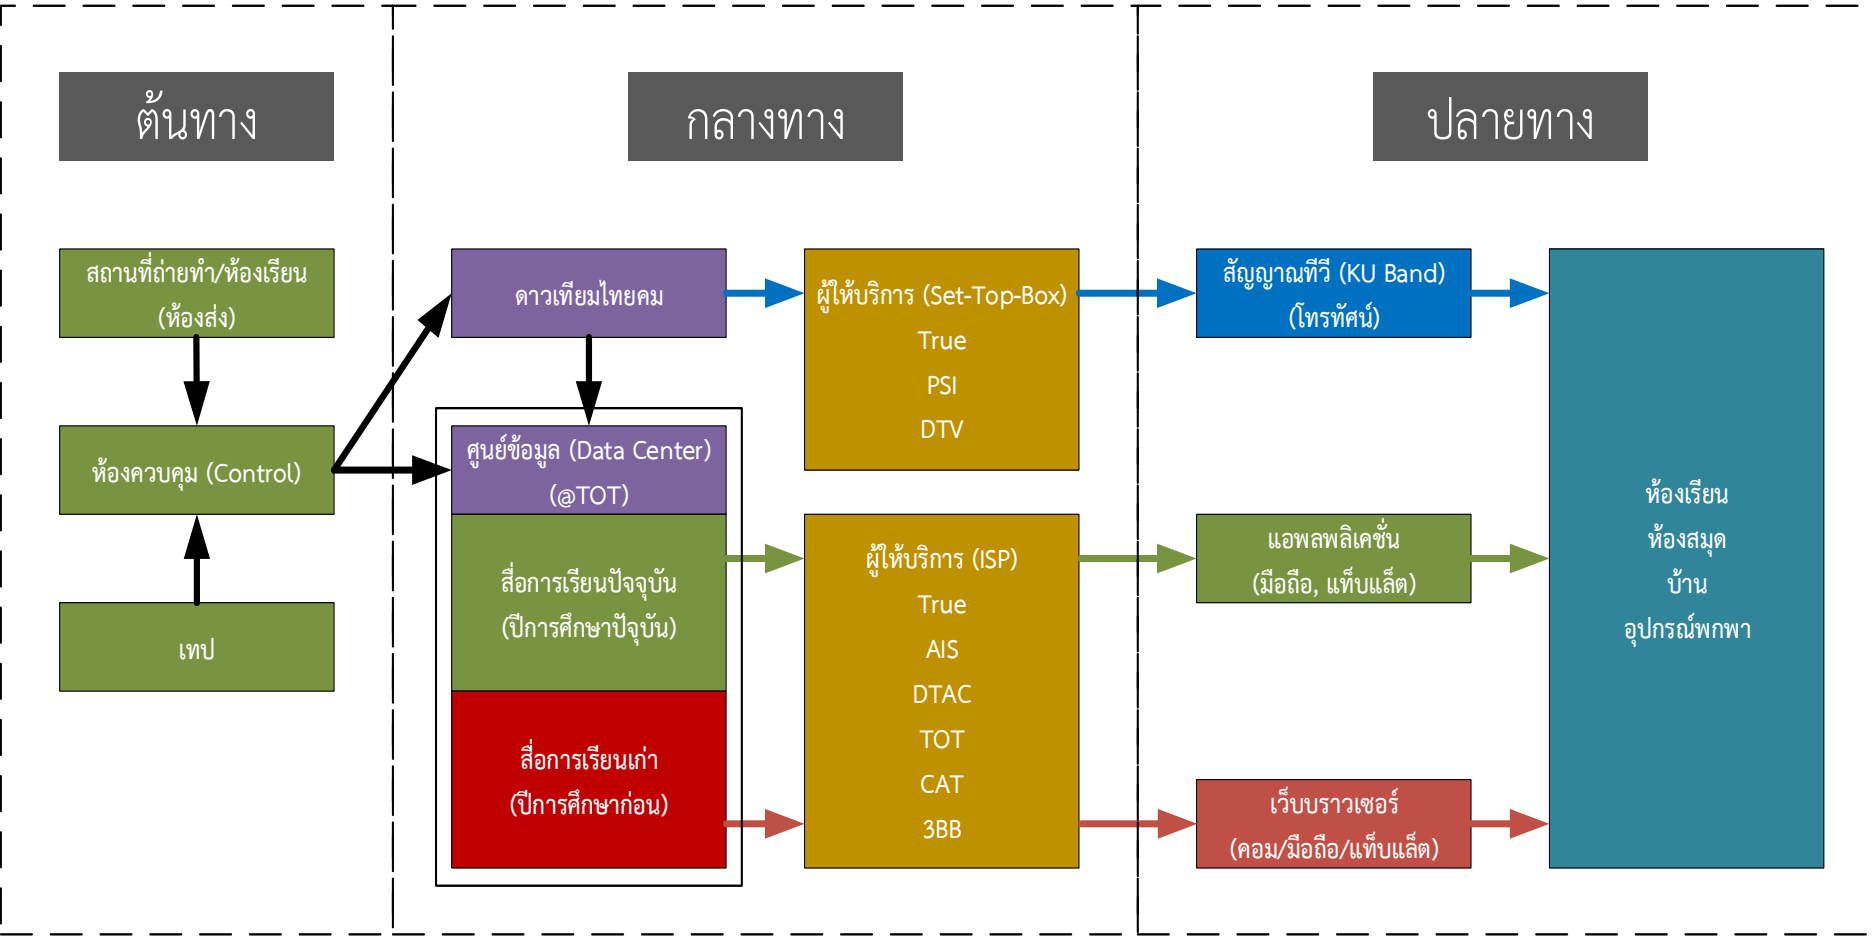 ต้นทาง
กลางทาง
ปลายทาง
สถานที่ถ่ายทำ/ห้องเรียน
(ห้องส่ง)
ห้องควบคุม (Control)
เทป
ดาวเทียมไทยคม
ศูนย์ข้อมูล (Data Center)
(@TOT)
สื่อการเรียนปัจจุบัน
(ปีการศึกษาปัจจุบัน)
สื่อการเรียนเก่า
(ปีการศึกษาก่อน)
ผู้ให้บริการ (Set-Top-Box)
True
PSI
DTV
ผู้ให้บริการ (ISP)
True
AIS
DTAC
TOT
CAT
3BB
สัญญาณทีวี (KU Band)
(โทรทัศน์)
แอพลพลิเคชั่น
(มือถือ, แท็บแล็ต)
เว็บบราวเซอร์
(คอม/มือถือ/แท็บแล็ต)
ห้องเรียน
ห้องสมุด
บ้าน
อุปกรณ์พกพา